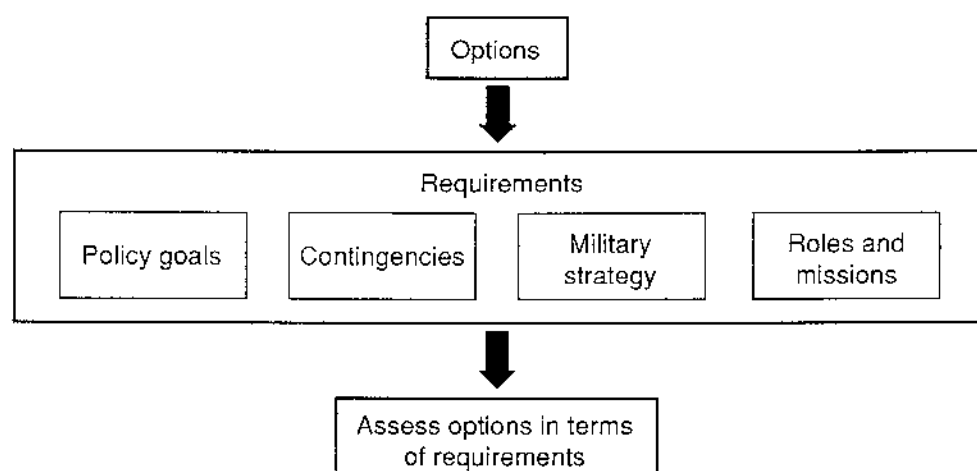 Options
Requirements
Policy goals
Contingencies
Military
strategy
Roles and
missions
Assess options in terms
of requirements